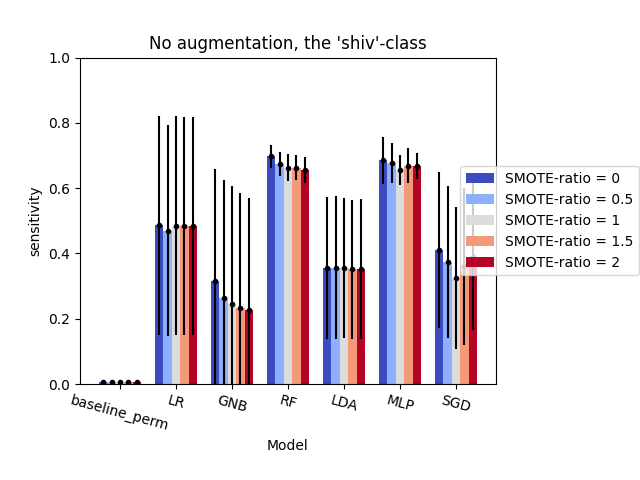 No augmentation, the 'shiv'-class
1.0
0.8
0.6
0.4
0.2
0.0
sensitivity
SMOTE-ratio = 0
SMOTE-ratio = 0.5
SMOTE-ratio = 1
SMOTE-ratio = 1.5
SMOTE-ratio = 2
baseline_perm LR GNB RF LDA MLP SGD
Model